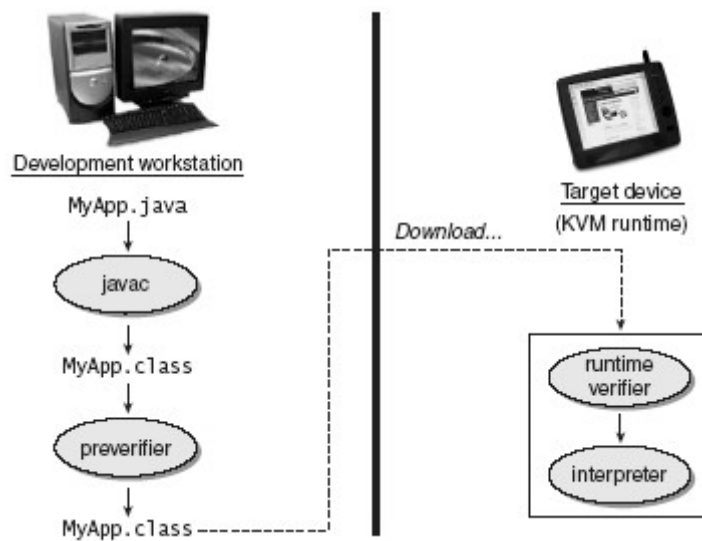 Development workstation
MyApp.java
javac
MyApp.class
preverifier
MyApp.class
Download...
Target device
(KVM runtime)
runtime
verifier
interpreter